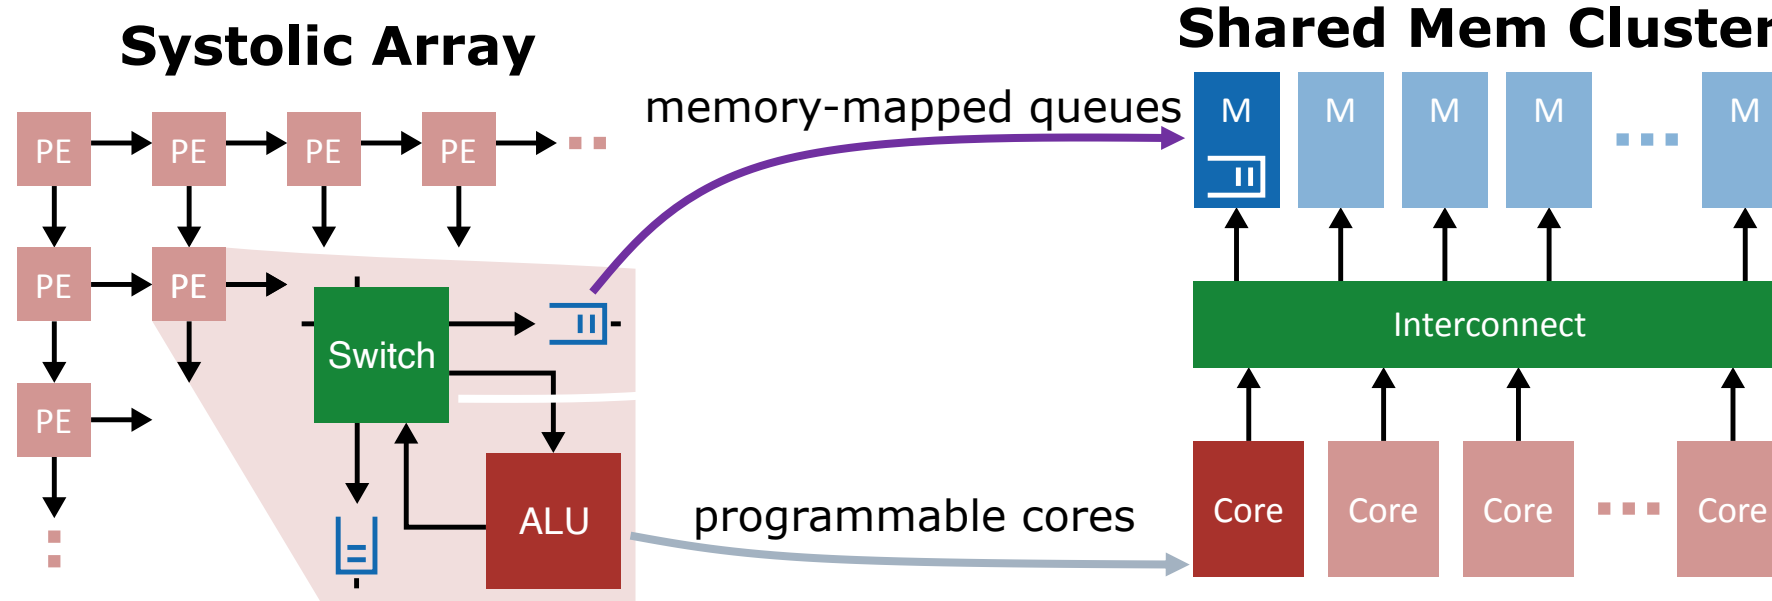 Systolic Array
Shared Mem Cluster
memory-mapped queues
PE PE PE PE
M M M M M
PE PE
Switch
Interconnect
PE
ALU
programmable cores
Core Core Core Core